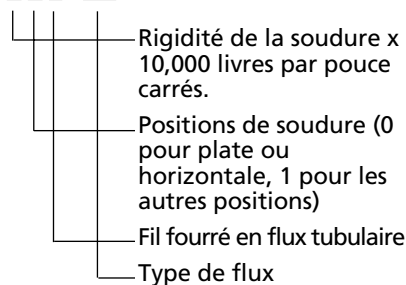 Rigidité de la soudure x
10,000 livres par pouce
carrés.
Positions de soudure (0
pour plate ou
horizontale, 1 pour les
autres positions)
Fil fourré en flux tubulaire
Type de flux